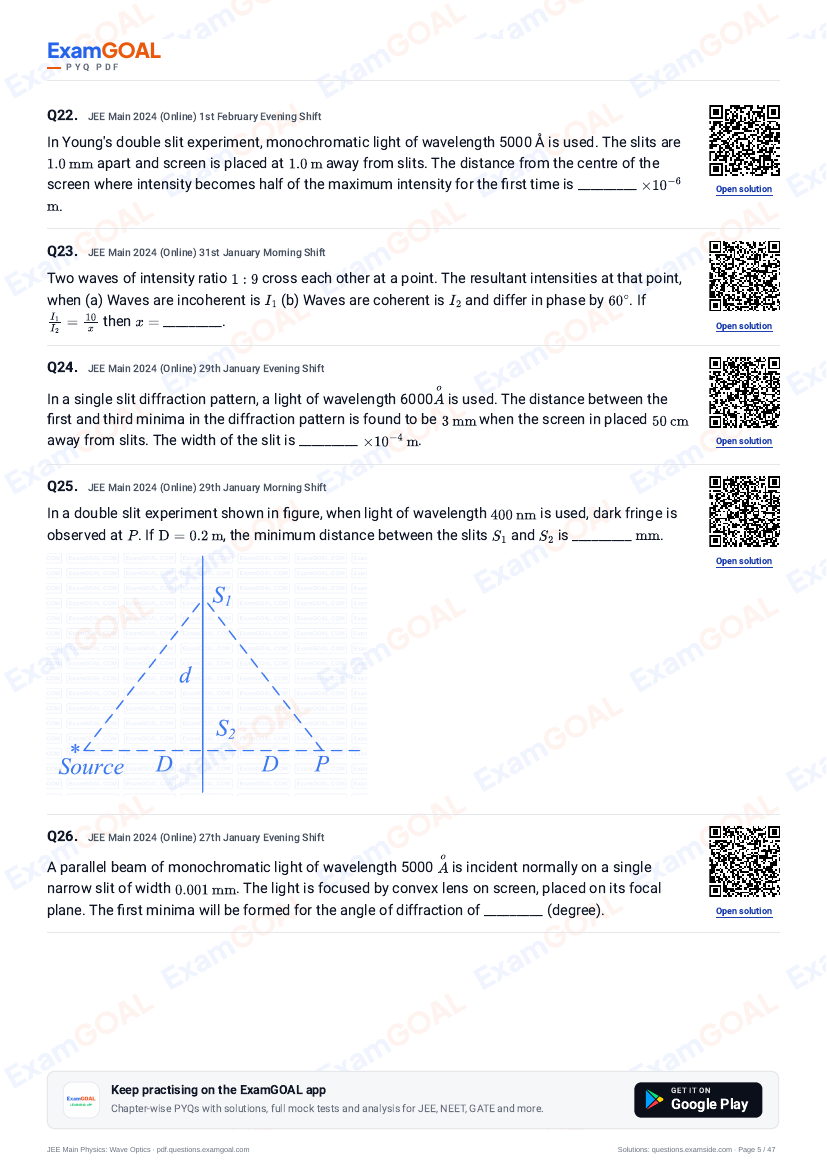 ExamGOAL
PYQ PDF
Q22. JEE Main 2024 (Online) 1st February Evening Shift
In Young's double slit experiment, monochromatic light of wavelength 5000 Å is used. The slits are
1.0 mm apart and screen is placed at 1.0 m away from slits. The distance from the centre of the
screen where intensity becomes half of the maximum intensity for the first time is ________ ×10⁻⁶
m.
Open solution
Q23. JEE Main 2024 (Online) 31st January Morning Shift
Two waves of intensity ratio 1 : 9 cross each other at a point. The resultant intensities at that point,
when (a) Waves are incoherent is I₁ (b) Waves are coherent is I₂ and differ in phase by 60°. If
I₁/I₂ = 10/x then x = ________.
Open solution
Q24. JEE Main 2024 (Online) 29th January Evening Shift
In a single slit diffraction pattern, a light of wavelength 6000 Å is used. The distance between the
first and third minima in the diffraction pattern is found to be 3 mm when the screen in placed 50 cm
away from slits. The width of the slit is ________ ×10⁻⁴ m.
Open solution
Q25. JEE Main 2024 (Online) 29th January Morning Shift
In a double slit experiment shown in figure, when light of wavelength 400 nm is used, dark fringe is
observed at P. If D = 0.2 m, the minimum distance between the slits S₁ and S₂ is ________ mm.
Open solution
S₁
d
S₂
*
Source D D P
Q26. JEE Main 2024 (Online) 27th January Evening Shift
A parallel beam of monochromatic light of wavelength 5000 Å is incident normally on a single
narrow slit of width 0.001 mm. The light is focused by convex lens on screen, placed on its focal
plane. The first minima will be formed for the angle of diffraction of ________ (degree).
Open solution
ExamGOAL
Keep practising on the ExamGOAL app
Chapter-wise PYQs with solutions, full mock tests and analysis for JEE, NEET, GATE and more.
GET IT ON
Google Play
JEE Main Physics: Wave Optics · pdf.questions.examgoal.com
Solutions: questions.examside.com · Page 5 / 47